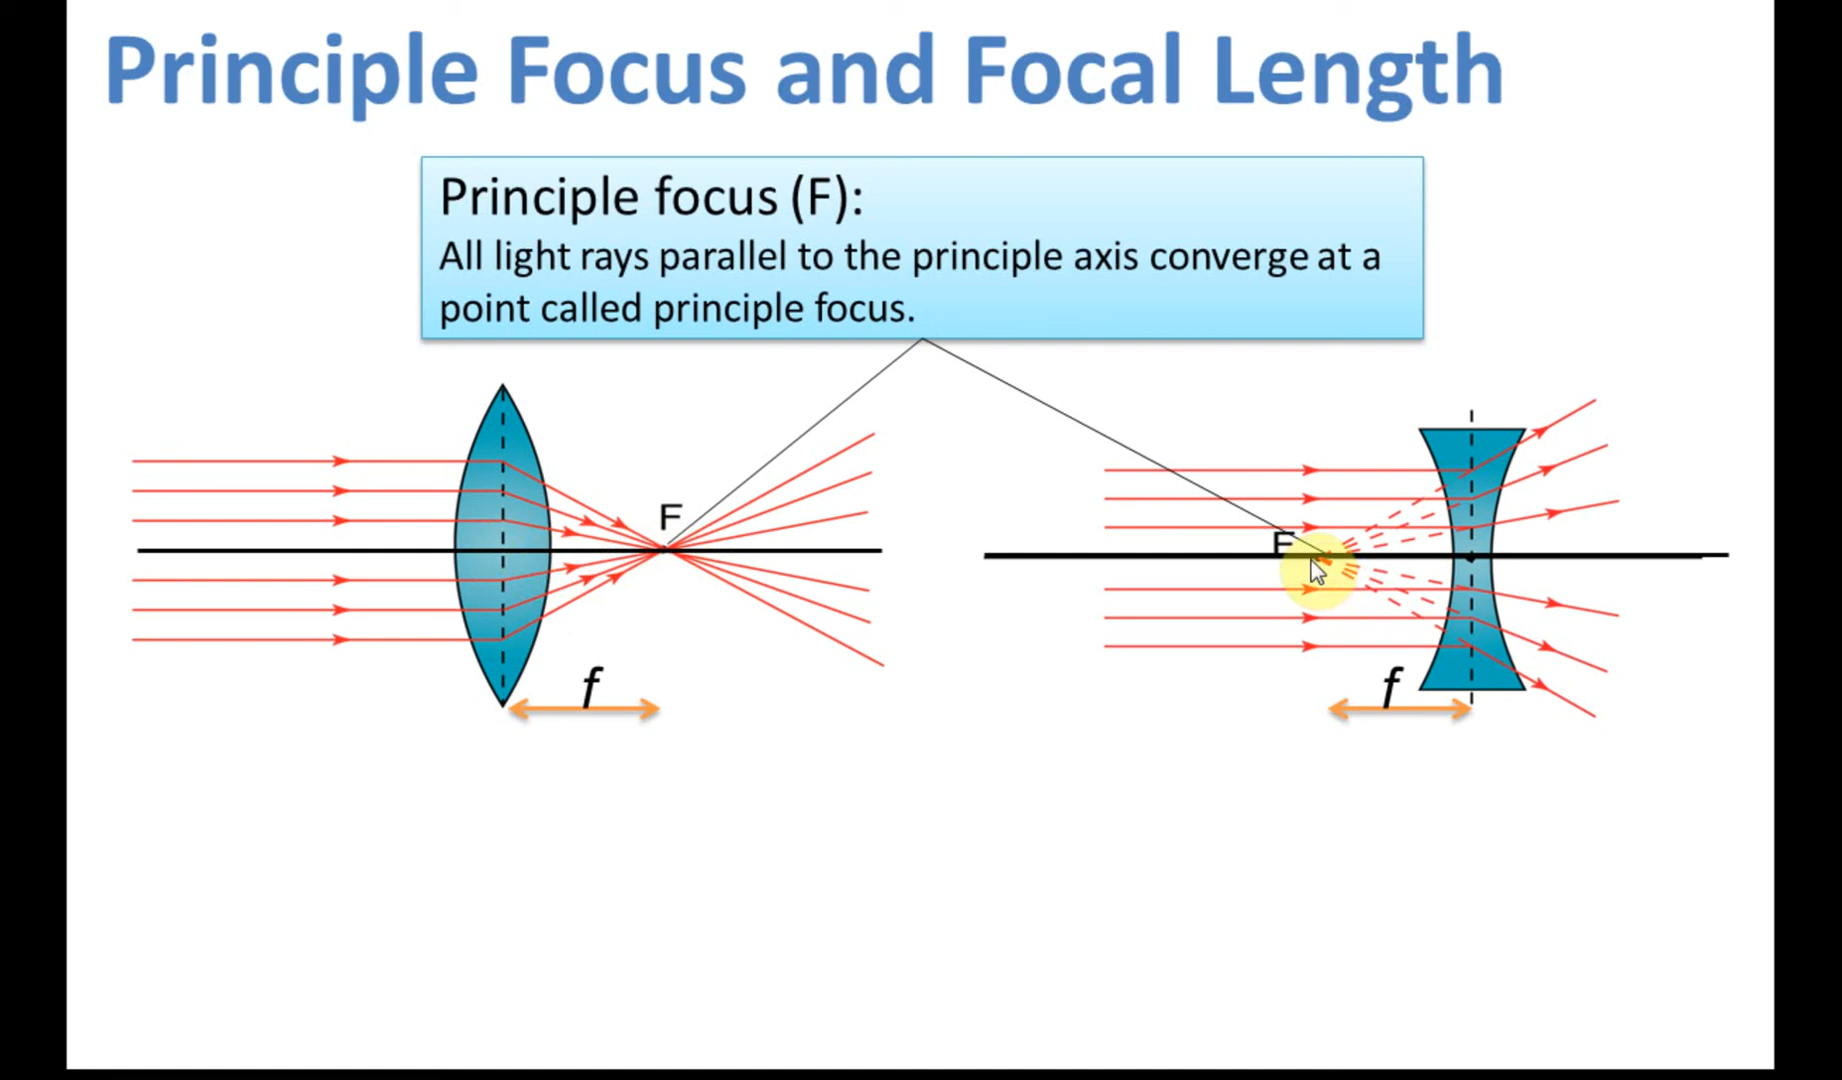 Principle Focus and Focal Length
Principle focus (F):
All light rays parallel to the principle axis converge at a
point called principle focus.
F
F
f
f